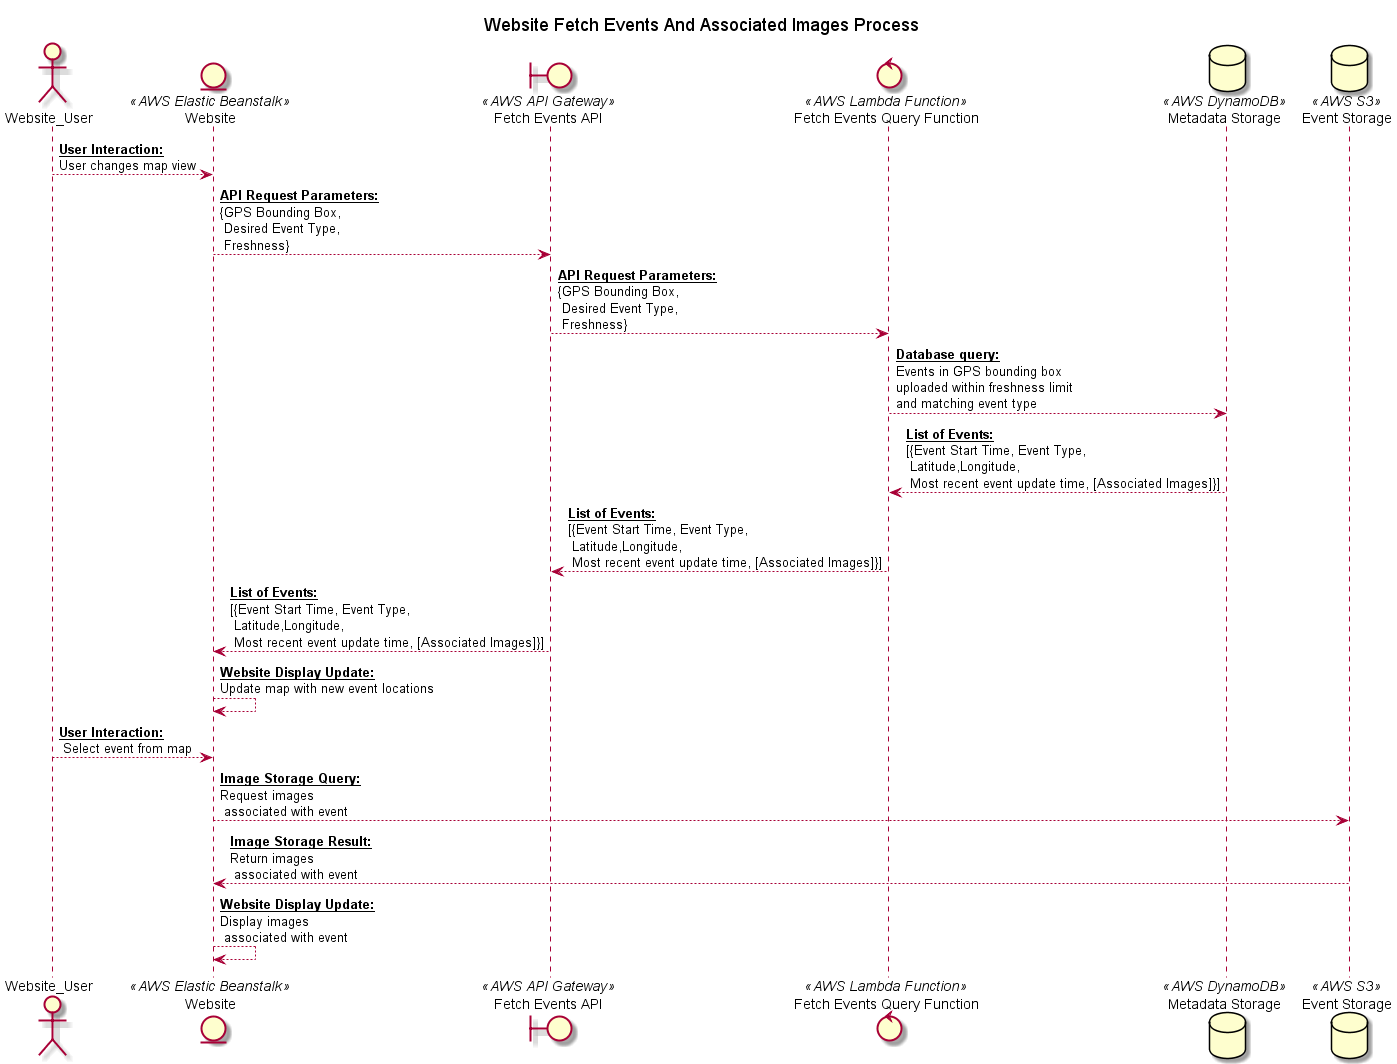 Website Fetch Events And Associated Images Process
Website_User
«AWS Elastic Beanstalk»
Website
«AWS API Gateway»
Fetch Events API
«AWS Lambda Function»
Fetch Events Query Function
«AWS DynamoDB»
Metadata Storage
«AWS S3»
Event Storage
User Interaction:
User changes map view
API Request Parameters:
{GPS Bounding Box,
Desired Event Type,
Freshness}
API Request Parameters:
{GPS Bounding Box,
Desired Event Type,
Freshness}
Database query:
Events in GPS bounding box
uploaded within freshness limit
and matching event type
List of Events:
[{Event Start Time, Event Type,
Latitude,Longitude,
Most recent event update time, [Associated Images]}]
List of Events:
[{Event Start Time, Event Type,
Latitude,Longitude,
Most recent event update time, [Associated Images]}]
List of Events:
[{Event Start Time, Event Type,
Latitude,Longitude,
Most recent event update time, [Associated Images]}]
Website Display Update:
Update map with new event locations
User Interaction:
Select event from map
Image Storage Query:
Request images
associated with event
Image Storage Result:
Return images
associated with event
Website Display Update:
Display images
associated with event
Website_User
«AWS Elastic Beanstalk»
Website
«AWS API Gateway»
Fetch Events API
«AWS Lambda Function»
Fetch Events Query Function
«AWS DynamoDB»
Metadata Storage
«AWS S3»
Event Storage